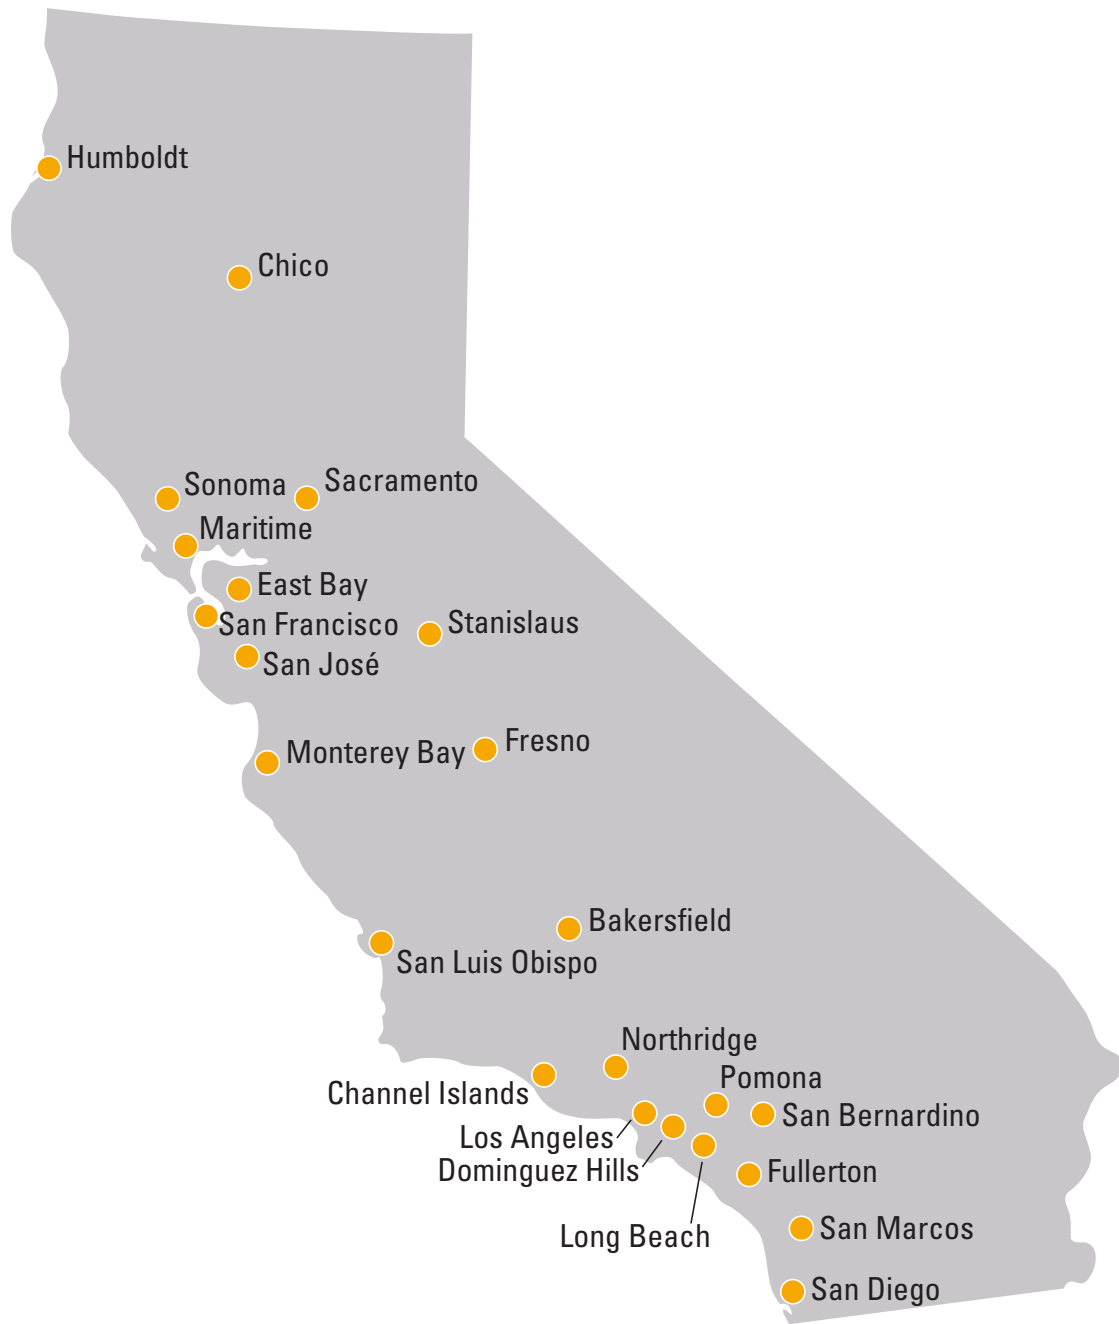 Humboldt
Chico
Sacramento
Sonoma
Maritime
East Bay
San Francisco
Stanislaus
San José
Fresno
Monterey Bay
Bakersfield
San Luis Obispo
Northridge
Pomona
Channel Islands
San Bernardino
Los Angeles
Dominguez Hills
Fullerton
San Marcos
Long Beach
San Diego